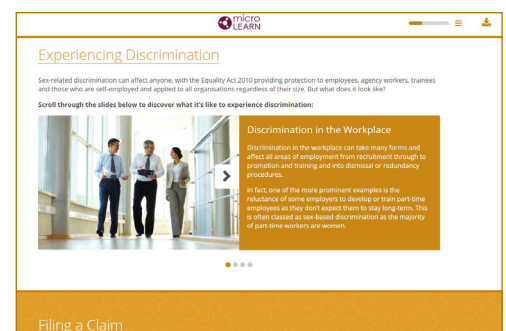 micro
LEARN
Experiencing Discrimination
Sex-related discrimination can affect anyone, with the Equality Act 2010 providing protection to employees, agency workers, trainees
and those who are self-employed and applied to all organisations regardless of their size. But what does it look like?
Scroll through the slides below to discover what it's like to experience discrimination:
Discrimination in the Workplace
Discrimination in the workplace can take many forms and
affect all areas of employment from recruitment through to
promotion and training and into dismissal or redundancy
procedures.
In fact, one of the more prominent examples is the
reluctance of some employers to develop or train part-time
employees as they don't expect them to stay long-term. This
is often classed as sex-based discrimination as the majority
of part-time workers are women.
Filing a Claim